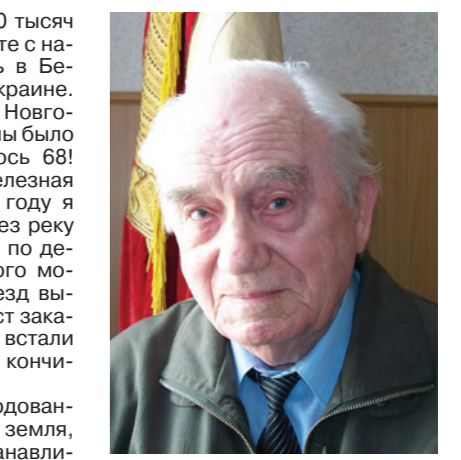 0 тысяч
те с на-
ь в Бе-
краине.
Новго-
ны было
ось 68!
елезная
году я
ез реку
по де-
ого мо-
езд вы-
ст зака-
встали
кончи-
одован-
земля,
анавли-